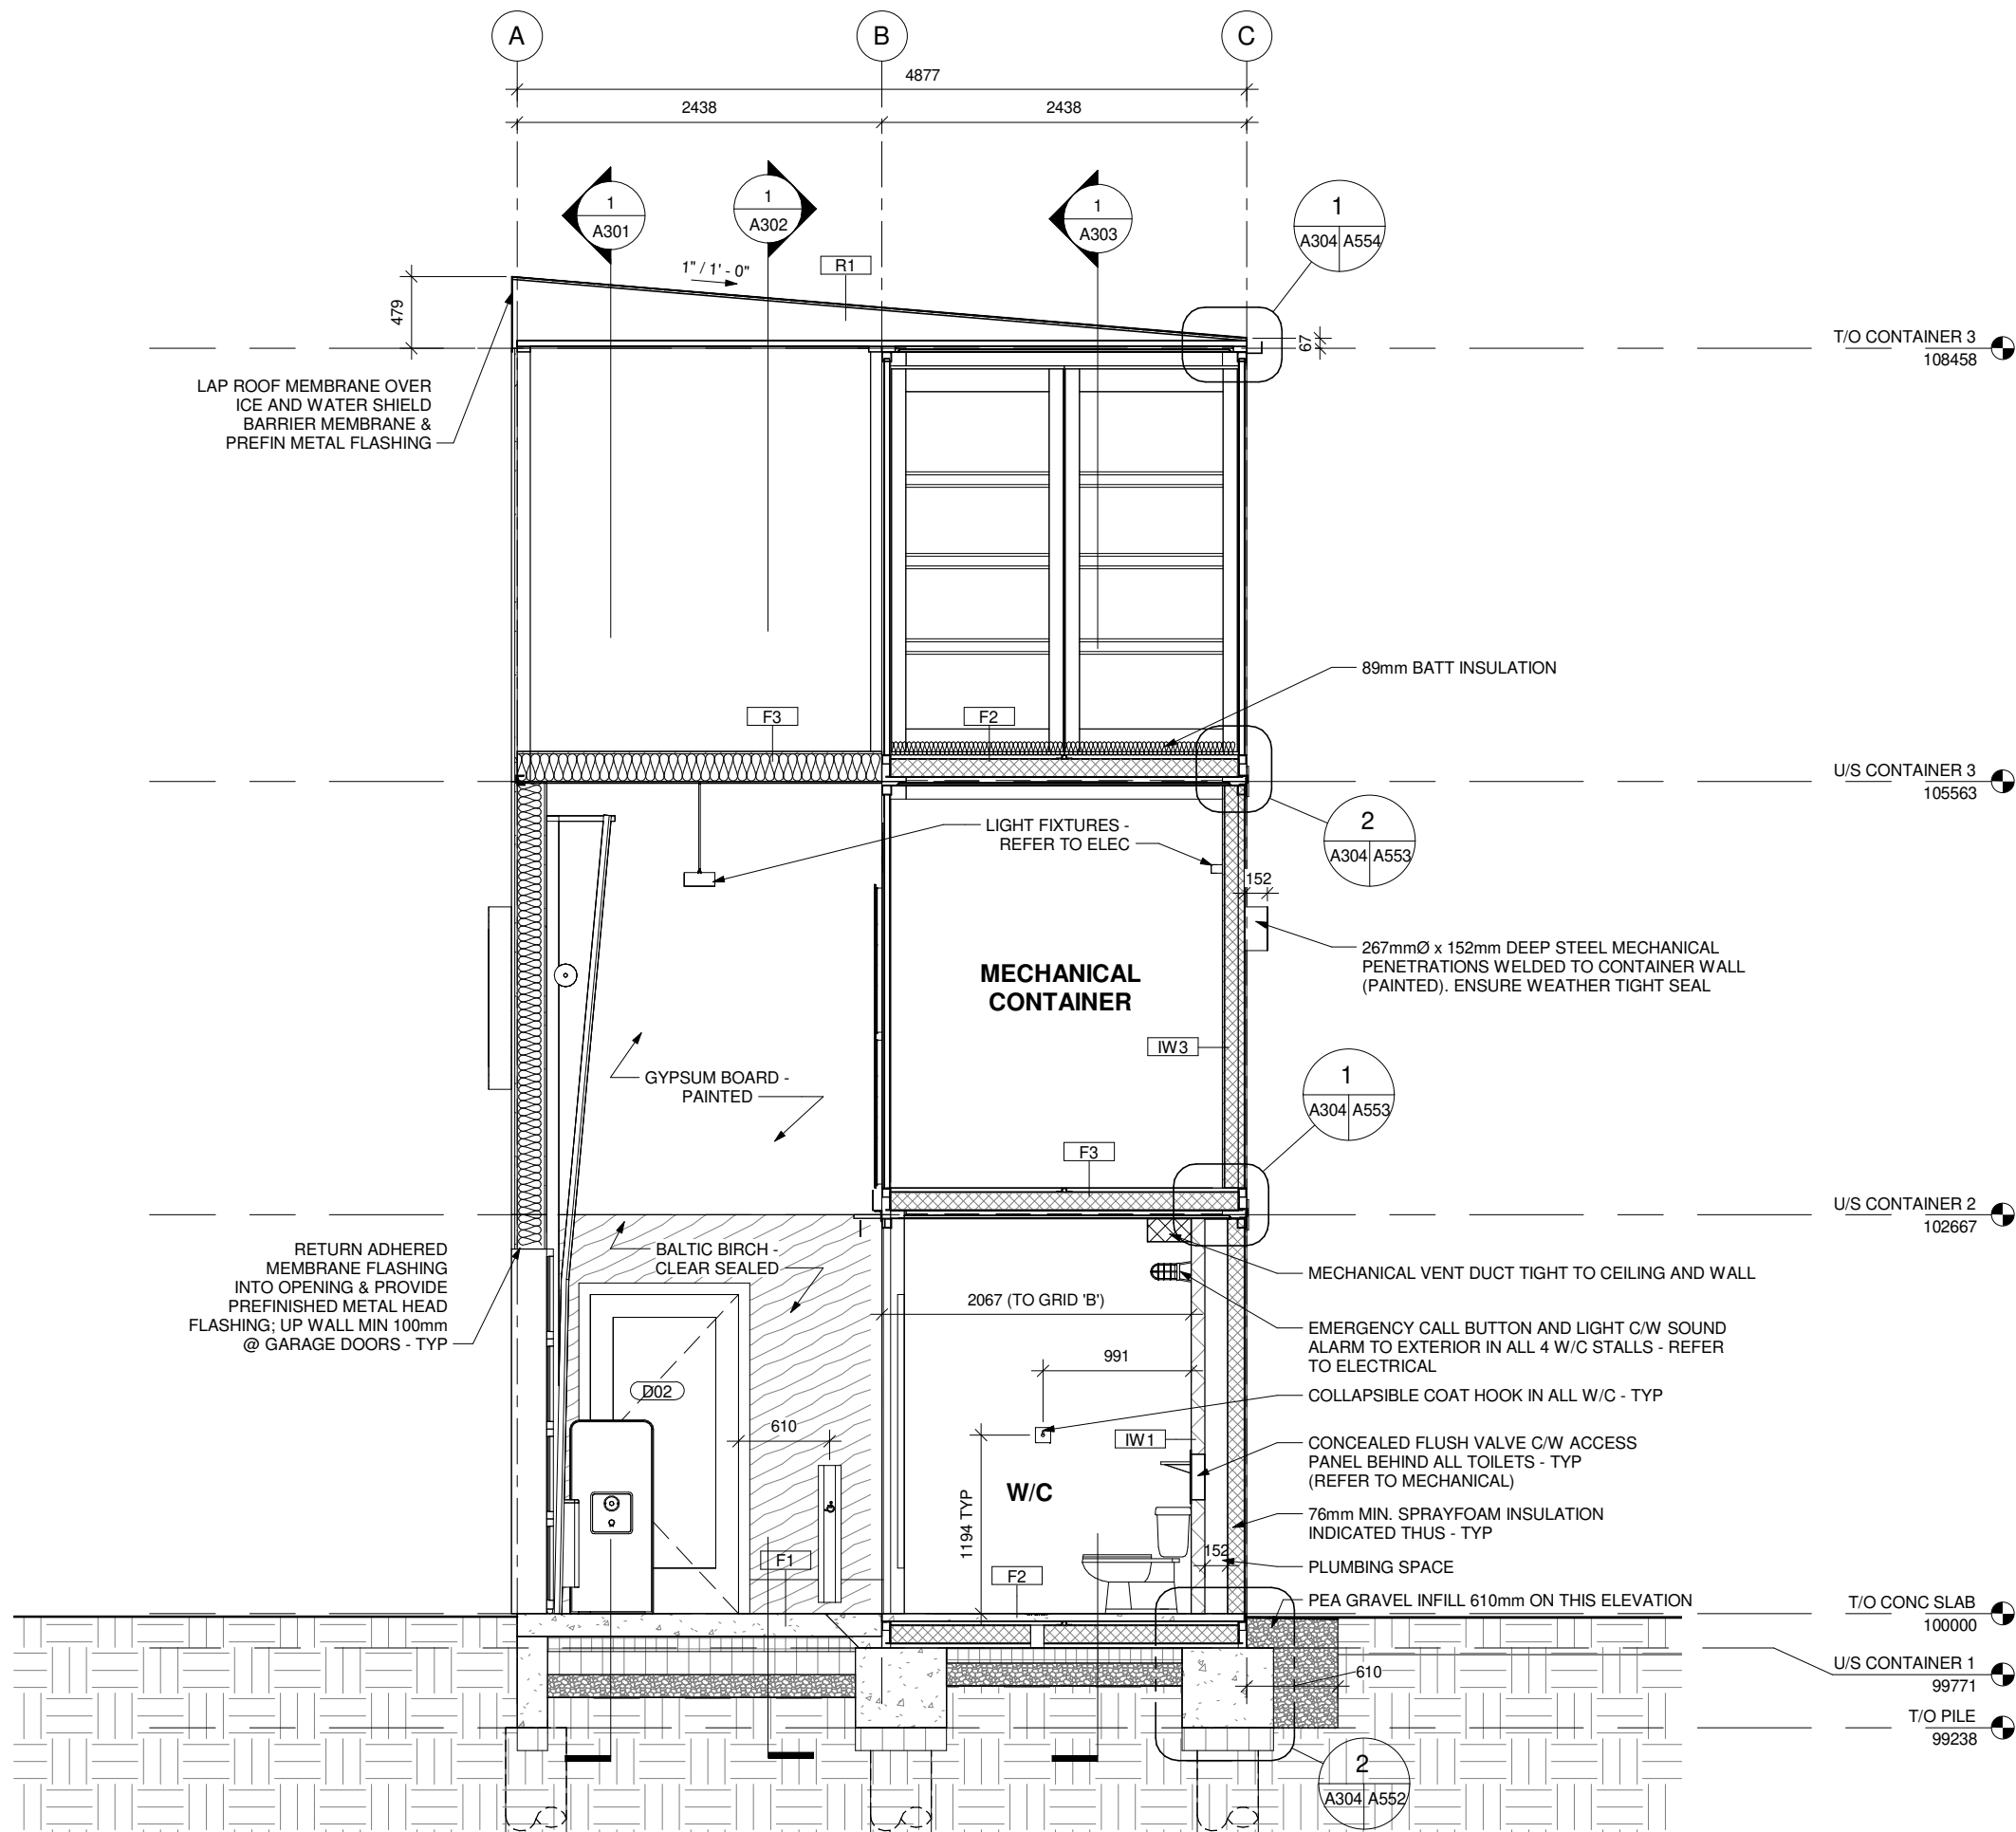 A
B
C
4877
2438
2438
1
A301
1
A302
1
A303
1
A304 A554
1" / 1' - 0"
R1
479
67
T/O CONTAINER 3
108458
LAP ROOF MEMBRANE OVER
ICE AND WATER SHIELD
BARRIER MEMBRANE &
PREFIN METAL FLASHING
89mm BATT INSULATION
F3
F2
U/S CONTAINER 3
105563
LIGHT FIXTURES -
REFER TO ELEC
2
A304 A553
152
267mmØ x 152mm DEEP STEEL MECHANICAL
PENETRATIONS WELDED TO CONTAINER WALL
(PAINTED). ENSURE WEATHER TIGHT SEAL
MECHANICAL
CONTAINER
IW3
GYPSUM BOARD -
PAINTED
1
A304 A553
F3
U/S CONTAINER 2
102667
RETURN ADHERED
MEMBRANE FLASHING
INTO OPENING & PROVIDE
PREFINISHED METAL HEAD
FLASHING; UP WALL MIN 100mm
@ GARAGE DOORS - TYP
BALTIC BIRCH -
CLEAR SEALED
MECHANICAL VENT DUCT TIGHT TO CEILING AND WALL
2067 (TO GRID 'B')
EMERGENCY CALL BUTTON AND LIGHT C/W SOUND
ALARM TO EXTERIOR IN ALL 4 W/C STALLS - REFER
TO ELECTRICAL
991
D02
COLLAPSIBLE COAT HOOK IN ALL W/C - TYP
610
IW1
CONCEALED FLUSH VALVE C/W ACCESS
PANEL BEHIND ALL TOILETS - TYP
(REFER TO MECHANICAL)
W/C
1194 TYP
76mm MIN. SPRAYFOAM INSULATION
INDICATED THUS - TYP
152
PLUMBING SPACE
F1
F2
PEA GRAVEL INFILL 610mm ON THIS ELEVATION
T/O CONC SLAB
100000
U/S CONTAINER 1
99771
610
T/O PILE
99238
2
A304 A552